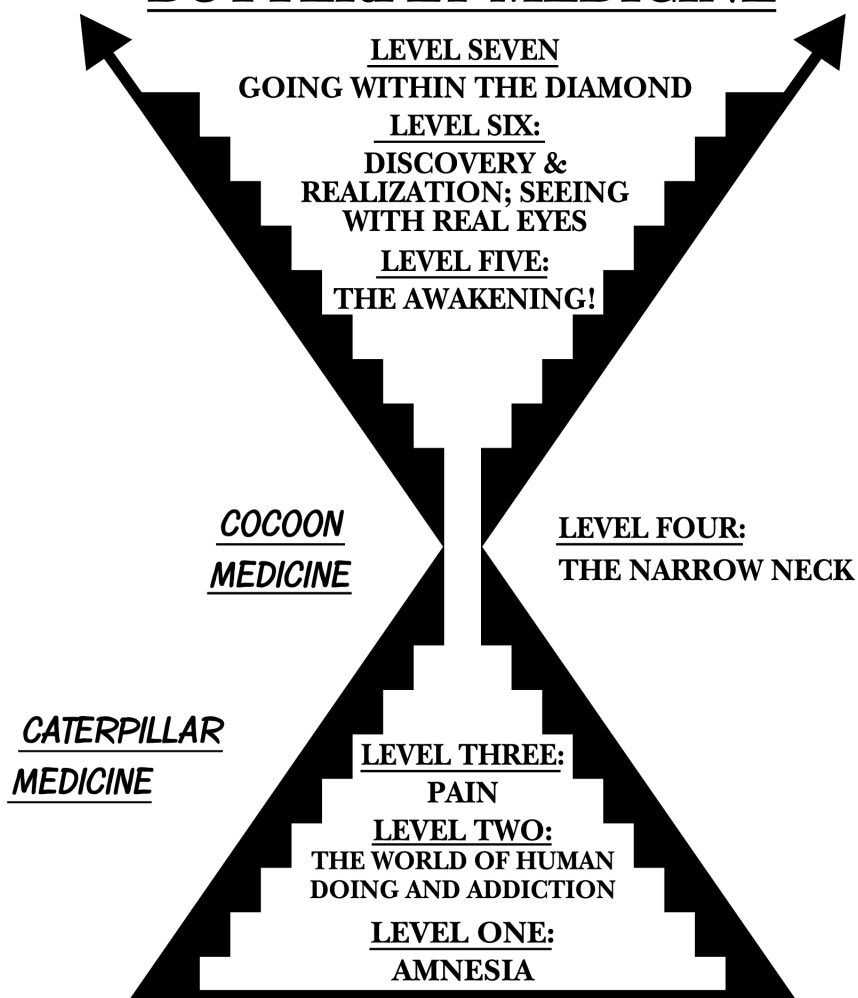 BUTTERFLY MEDICINE
LEVEL SEVEN
GOING WITHIN THE DIAMOND
LEVEL SIX:
DISCOVERY &
REALIZATION; SEEING
WITH REAL EYES
LEVEL FIVE:
THE AWAKENING!
COCOON
MEDICINE
LEVEL FOUR:
THE NARROW NECK
CATERPILLAR
MEDICINE
LEVEL THREE:
PAIN
LEVEL TWO:
THE WORLD OF HUMAN
DOING AND ADDICTION
LEVEL ONE:
AMNESIA